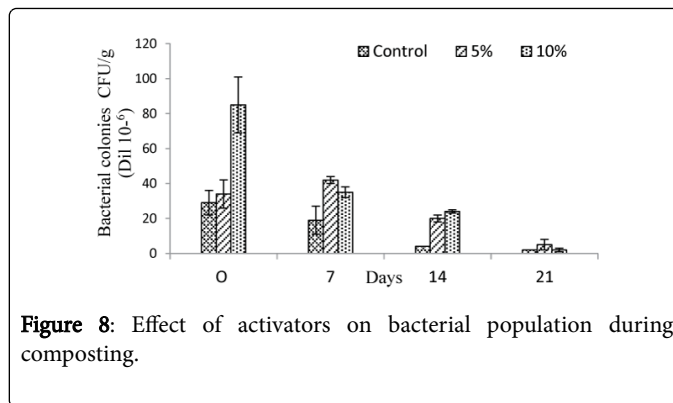 120
100
80
60
40
20
0
Bacterial colonies CFU/g
(Dil 10-⁶)
Control 5% 10%
O 7 Days 14 21
Figure 8: Effect of activators on bacterial population during
composting.